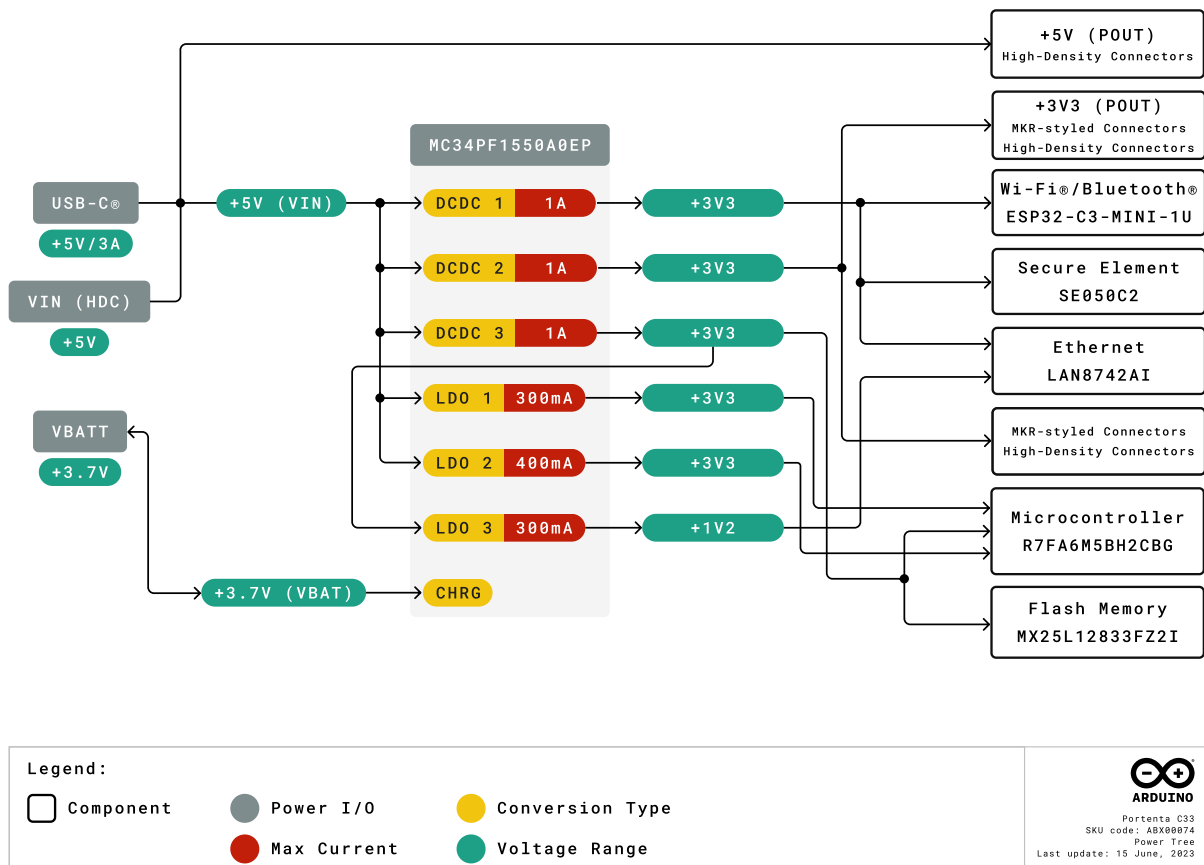 +5V (POUT)
High-Density Connectors
+3V3 (POUT)
MKR-styled Connectors
High-Density Connectors
MC34PF1550A0EP
USB-C®
+5V/3A
+5V (VIN)
DCDC 1 1A
+3V3
Wi-Fi®/Bluetooth®
ESP32-C3-MINI-1U
DCDC 2 1A
+3V3
Secure Element
SE050C2
VIN (HDC)
+5V
DCDC 3 1A
+3V3
Ethernet
LAN8742AI
LDO 1 300mA
+3V3
VBATT
+3.7V
MKR-styled Connectors
High-Density Connectors
LDO 2 400mA
+3V3
LDO 3 300mA
+1V2
Microcontroller
R7FA6M5BH2CBG
+3.7V (VBAT)
CHRG
Flash Memory
MX25L12833FZ2I
Legend:
Component
Power I/O
Conversion Type
Max Current
Voltage Range
ARDUINO
Portenta C33
SKU code: ABX00074
Power Tree
Last update: 15 June, 2023